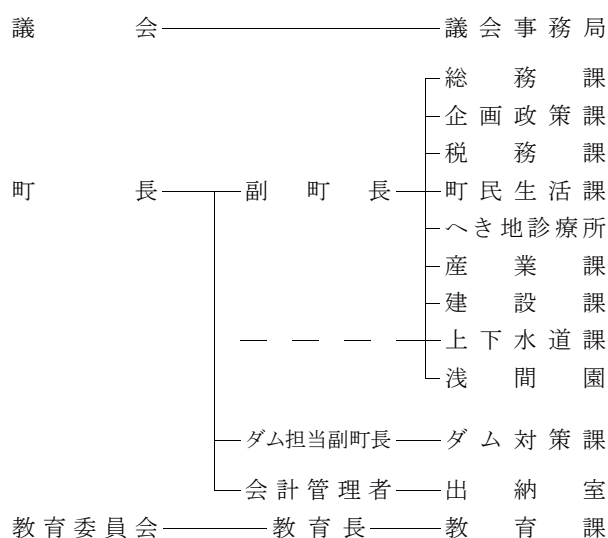 議会 議会事務局
総務課
企画政策課
税務課
町長 副町長 町民生活課
へき地診療所
産業課
建設課
上下水道課
浅間園
ダム担当副町長 ダム対策課
会計管理者 出納室
教育委員会 教育長 教育課